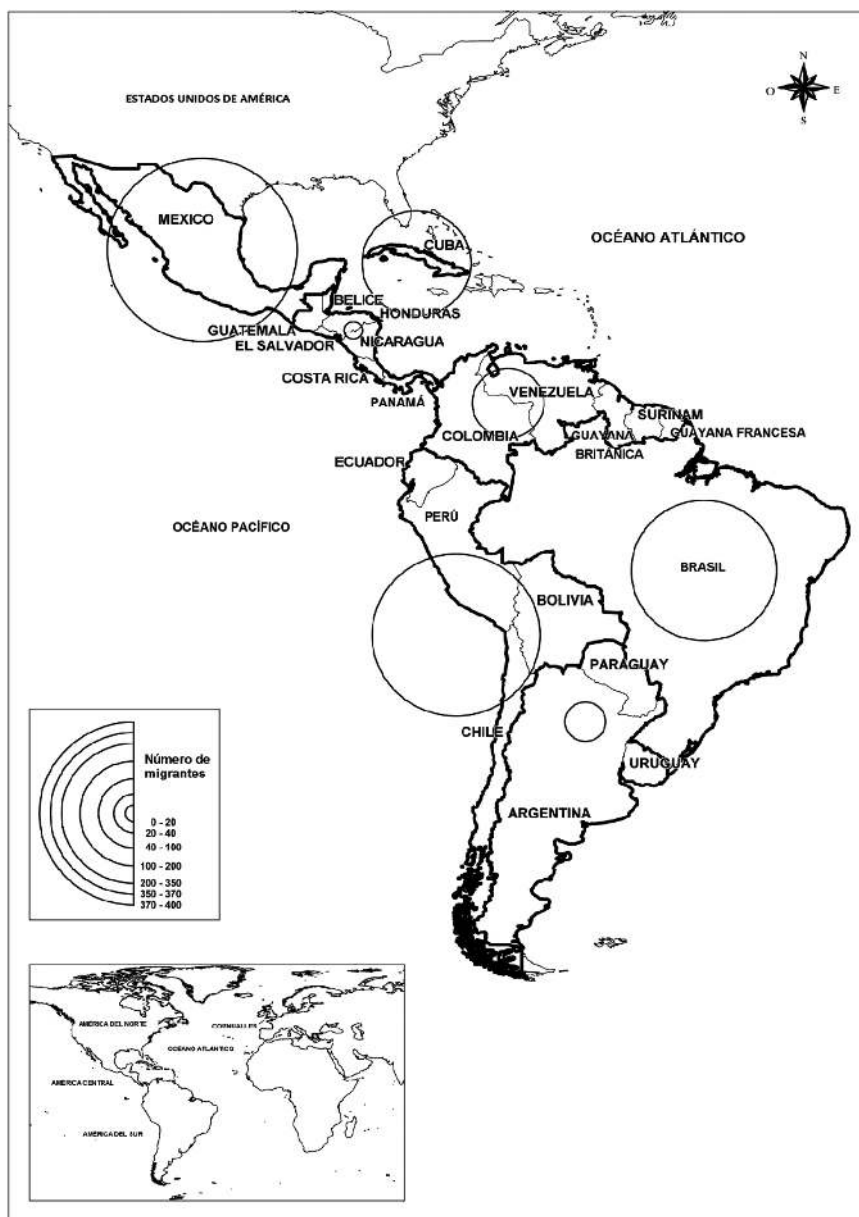 N
O E
S
ESTADOS UNIDOS DE AMÉRICA
MEXICO
CUBA
OCÉANO ATLÁNTICO
BELICE
HONDURAS
GUATEMALA
EL SALVADOR
NICARAGUA
COSTA RICA
PANAMÁ
VENEZUELA
SURINAM
COLOMBIA
GUAYANA
BRITÁNICA
GUAYANA FRANCESA
ECUADOR
PERÚ
OCÉANO PACÍFICO
BRASIL
BOLIVIA
PARAGUAY
CHILE
URUGUAY
ARGENTINA
Número de
migrantes
0 - 20
20 - 40
40 - 100
100 - 200
200 - 350
350 - 370
370 - 400
AMÉRICA DEL NORTE
CORNUALLES
OCÉANO ATLÁNTICO
AMÉRICA CENTRAL
AMÉRICA DEL SUR